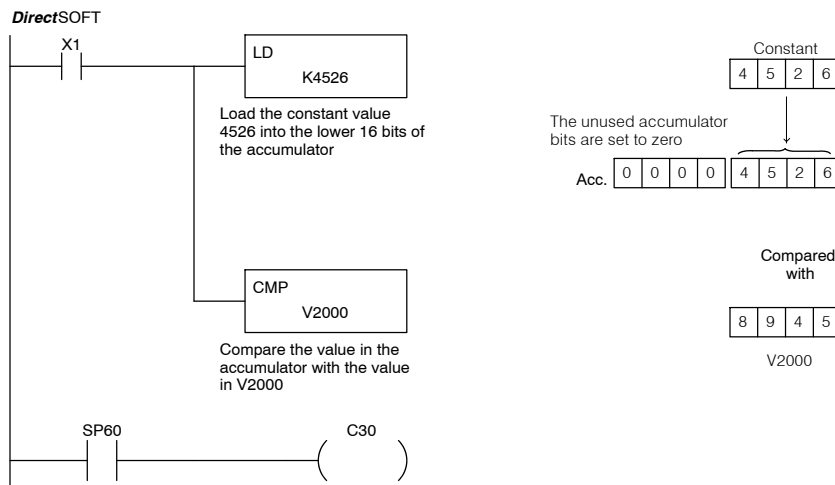 DirectSOFT
X1
LD
K4526
Load the constant value
4526 into the lower 16 bits of
the accumulator
CMP
V2000
Compare the value in the
accumulator with the value
in V2000
SP60
C30
Constant
4 5 2 6
The unused accumulator
bits are set to zero
Acc. 0 0 0 0 4 5 2 6
Compared
with
8 9 4 5
V2000